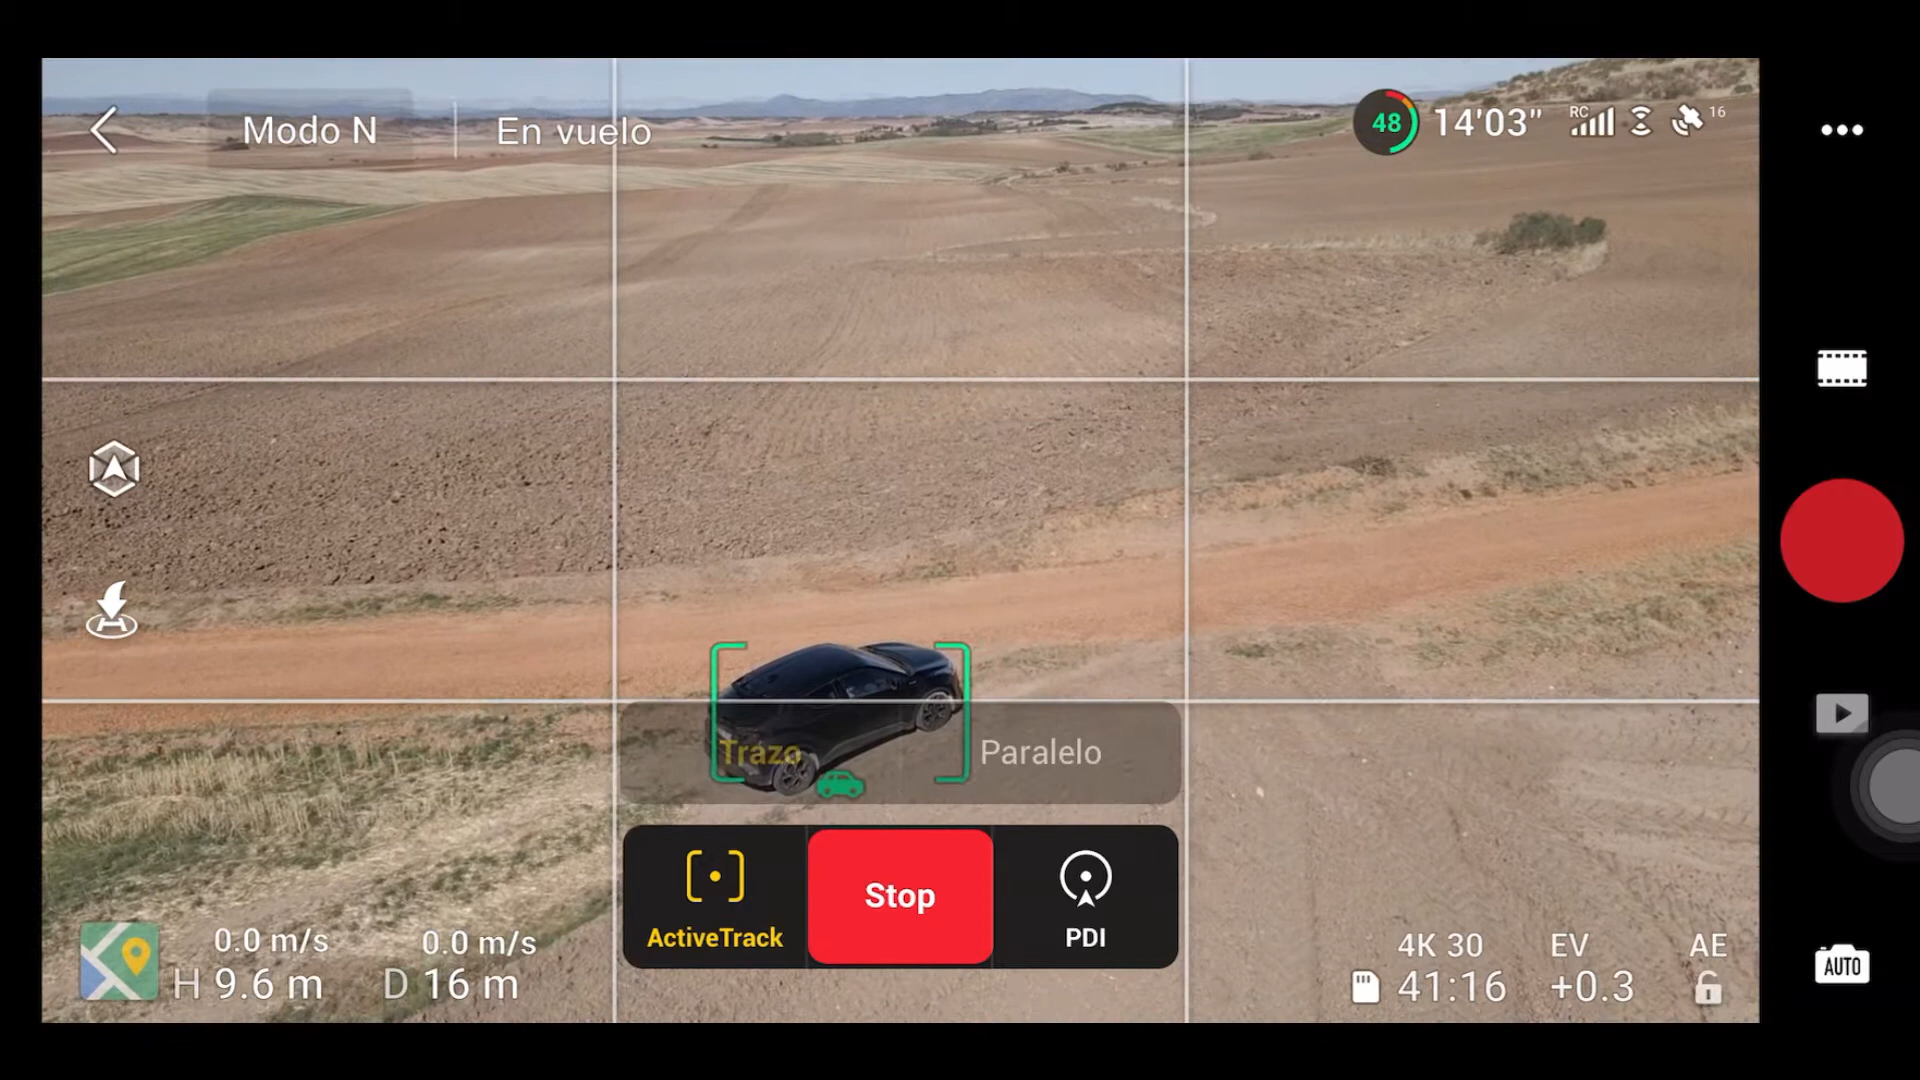 Modo N
En vuelo
48
14'03"
RC
16
Trazo
Paralelo
ActiveTrack
Stop
PDI
0.0 m/s
0.0 m/s
H 9.6 m
D 16 m
4K 30
EV
AE
41:16
+0.3
AUTO